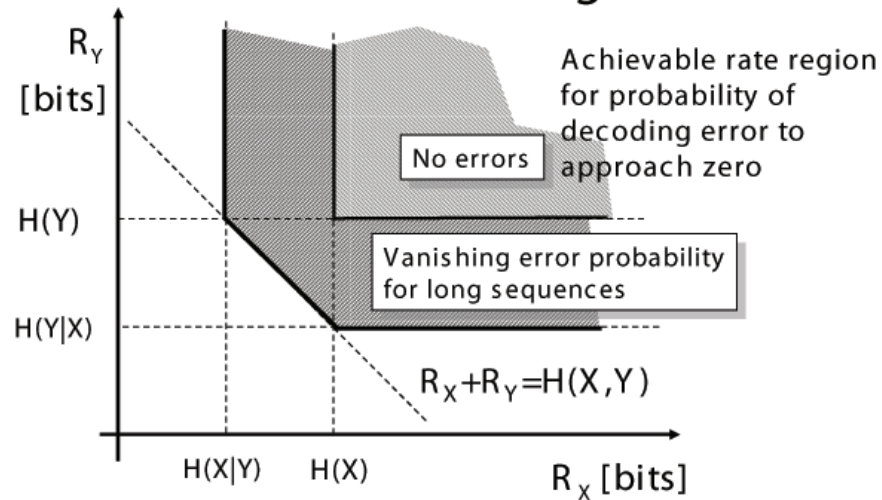 R_Y
[bits]
Achievable rate region
for probability of
decoding error to
approach zero
No errors
H(Y)
Vanishing error probability
for long sequences
H(Y|X)
R_X+R_Y=H(X,Y)
H(X|Y)
H(X)
R_X [bits]